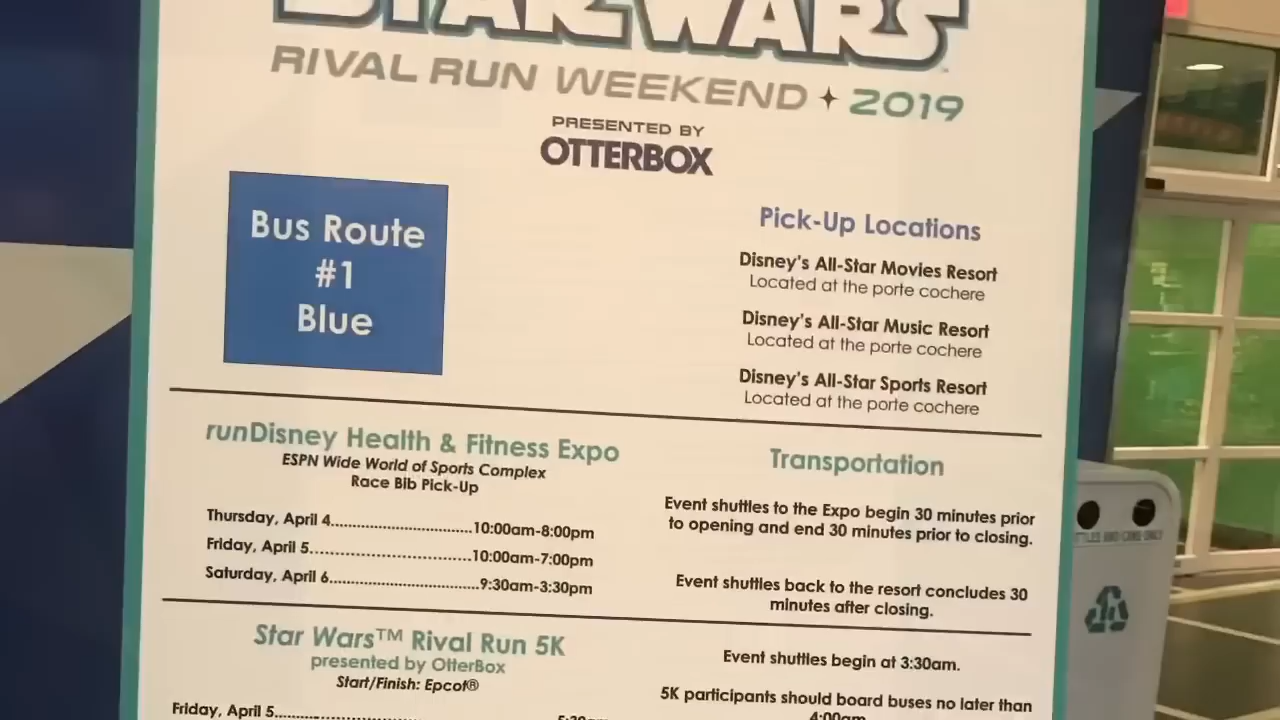 STAR WARS
RIVAL RUN WEEKEND 2019
PRESENTED BY
OTTERBOX
Bus Route
#1
Blue
Pick-Up Locations
Disney's All-Star Movies Resort
Located at the porte cochere
Disney's All-Star Music Resort
Located at the porte cochere
Disney's All-Star Sports Resort
Located at the porte cochere
runDisney Health & Fitness Expo
ESPN Wide World of Sports Complex
Race Bib Pick-Up
Thursday, April 4..............................10:00am-8:00pm
Friday, April 5..................................10:00am-7:00pm
Saturday, April 6................................9:30am-3:30pm
Transportation
Event shuttles to the Expo begin 30 minutes prior
to opening and end 30 minutes prior to closing.
Event shuttles back to the resort concludes 30
minutes after closing.
Star Wars™ Rival Run 5K
presented by OtterBox
Start/Finish: Epcot®
Friday, April 5
Event shuttles begin at 3:30am.
5K participants should board buses no later than
4:00am
AND CANS ONLY